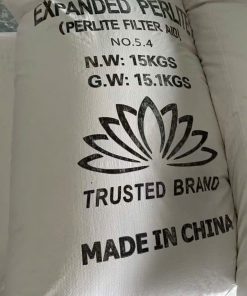 EXPANDED PERLITE
(PERLITE FILTER AID)
NO.5.4
N.W: 15KGS
G.W: 15.1KGS
TRUSTED BRAND
MADE IN CHINA